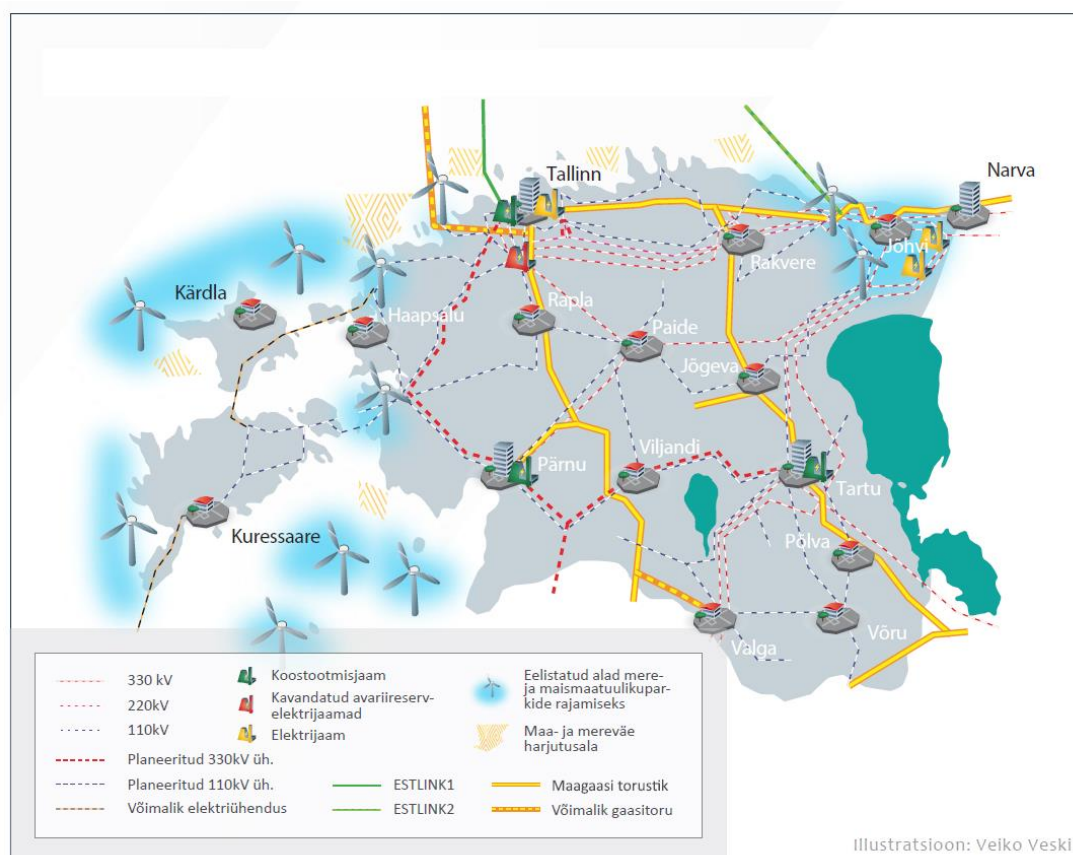 Tallinn
Narva
Jõhvi
Rakvere
Kärdla
Haapsalu
Rapla
Paide
Jõgeva
Viljandi
Pärnu
Tartu
Kuressaare
Põlva
Valga
Võru
330 kV
220kV
110kV
Planeeritud 330kV üh.
Planeeritud 110kV üh.
Võimalik elektriühendus
Koostootmisjaam
Kavandatud avariireserv-
elektrijaamad
Elektrijaam
ESTLINK1
ESTLINK2
Eelistatud alad mere-
ja maismaatuulikupar-
kide rajamiseks
Maa- ja mereväe
harjutusala
Maagaasi torustik
Võimalik gaasitoru
Illustratsioon: Veiko Veski